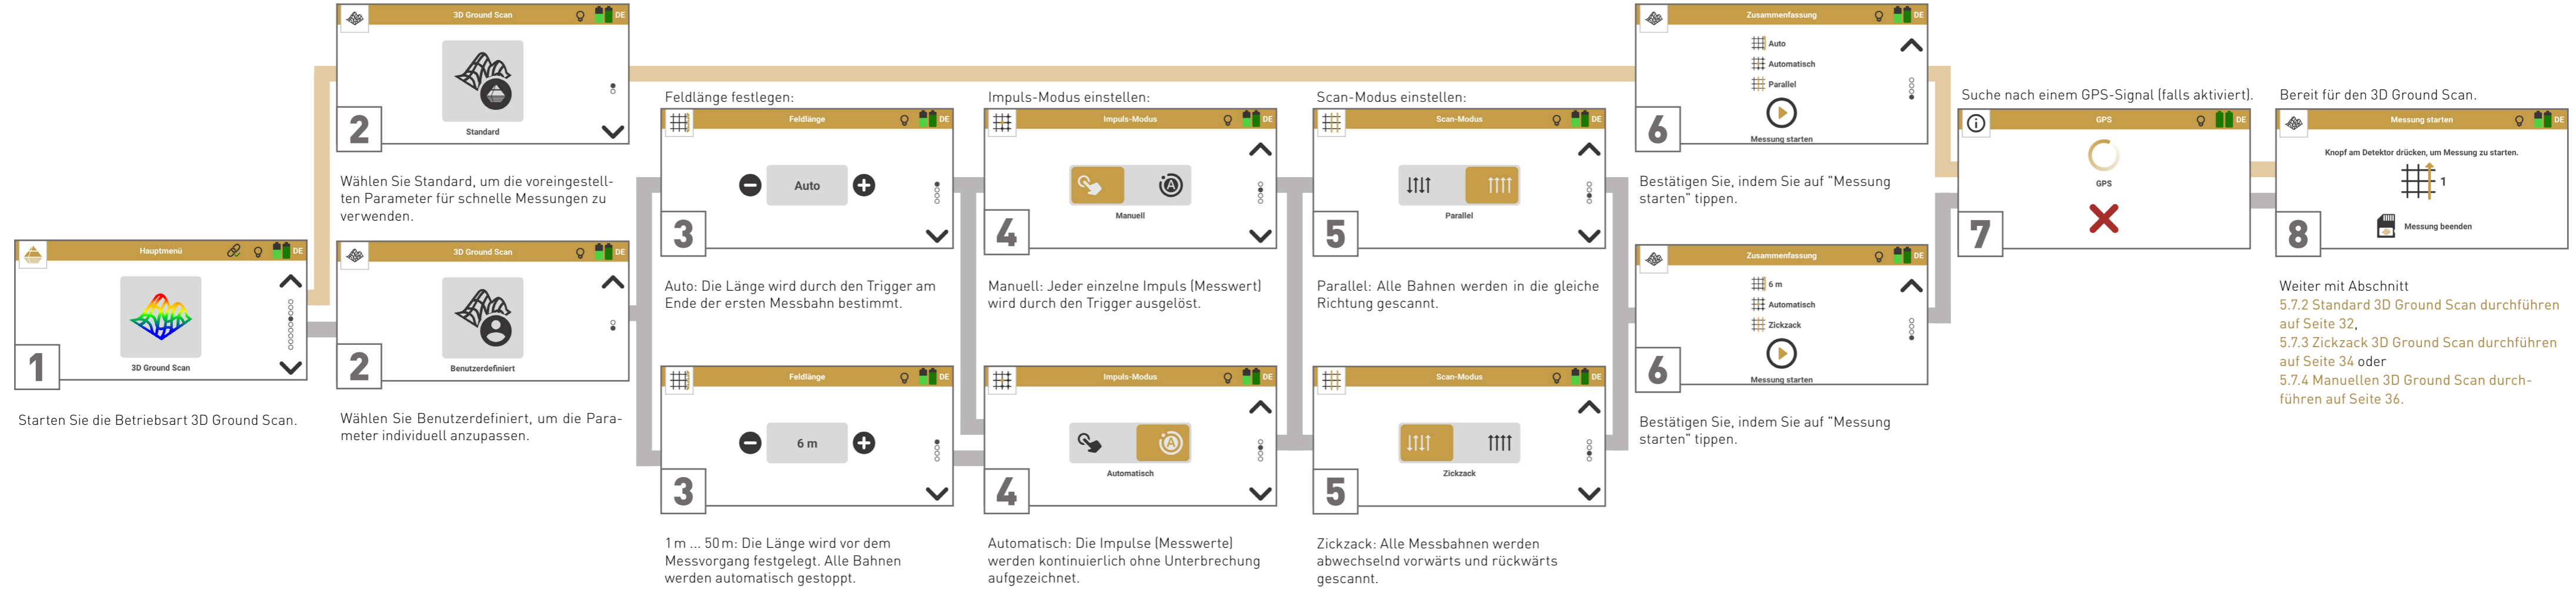 Hauptmenü
DE
3D Ground Scan
1
Starten Sie die Betriebsart 3D Ground Scan.
3D Ground Scan
DE
Standard
2
Wählen Sie Standard, um die voreingestell-
ten Parameter für schnelle Messungen zu
verwenden.
3D Ground Scan
DE
Benutzerdefiniert
2
Wählen Sie Benutzerdefiniert, um die Para-
meter individuell anzupassen.
Feldlänge festlegen:
Feldlänge
DE
Auto
3
Auto: Die Länge wird durch den Trigger am
Ende der ersten Messbahn bestimmt.
Feldlänge
DE
6 m
3
1 m ... 50 m: Die Länge wird vor dem
Messvorgang festgelegt. Alle Bahnen
werden automatisch gestoppt.
Impuls-Modus einstellen:
Impuls-Modus
DE
A
Manuell
4
Manuell: Jeder einzelne Impuls (Messwert)
wird durch den Trigger ausgelöst.
Impuls-Modus
DE
A
Automatisch
4
Automatisch: Die Impulse (Messwerte)
werden kontinuierlich ohne Unterbrechung
aufgezeichnet.
Scan-Modus einstellen:
Scan-Modus
DE
Parallel
5
Parallel: Alle Bahnen werden in die gleiche
Richtung gescannt.
Scan-Modus
DE
Zickzack
5
Zickzack: Alle Messbahnen werden
abwechselnd vorwärts und rückwärts
gescannt.
Zusammenfassung
DE
Auto
Automatisch
Parallel
Messung starten
6
Bestätigen Sie, indem Sie auf "Messung
starten" tippen.
Zusammenfassung
DE
6 m
Automatisch
Zickzack
Messung starten
6
Bestätigen Sie, indem Sie auf "Messung
starten" tippen.
Suche nach einem GPS-Signal (falls aktiviert).
GPS
DE
GPS
7
Bereit für den 3D Ground Scan.
Messung starten
DE
Knopf am Detektor drücken, um Messung zu starten.
1
Messung beenden
8
Weiter mit Abschnitt
5.7.2 Standard 3D Ground Scan durchführen
auf Seite 32,
5.7.3 Zickzack 3D Ground Scan durchführen
auf Seite 34 oder
5.7.4 Manuellen 3D Ground Scan durch-
führen auf Seite 36.